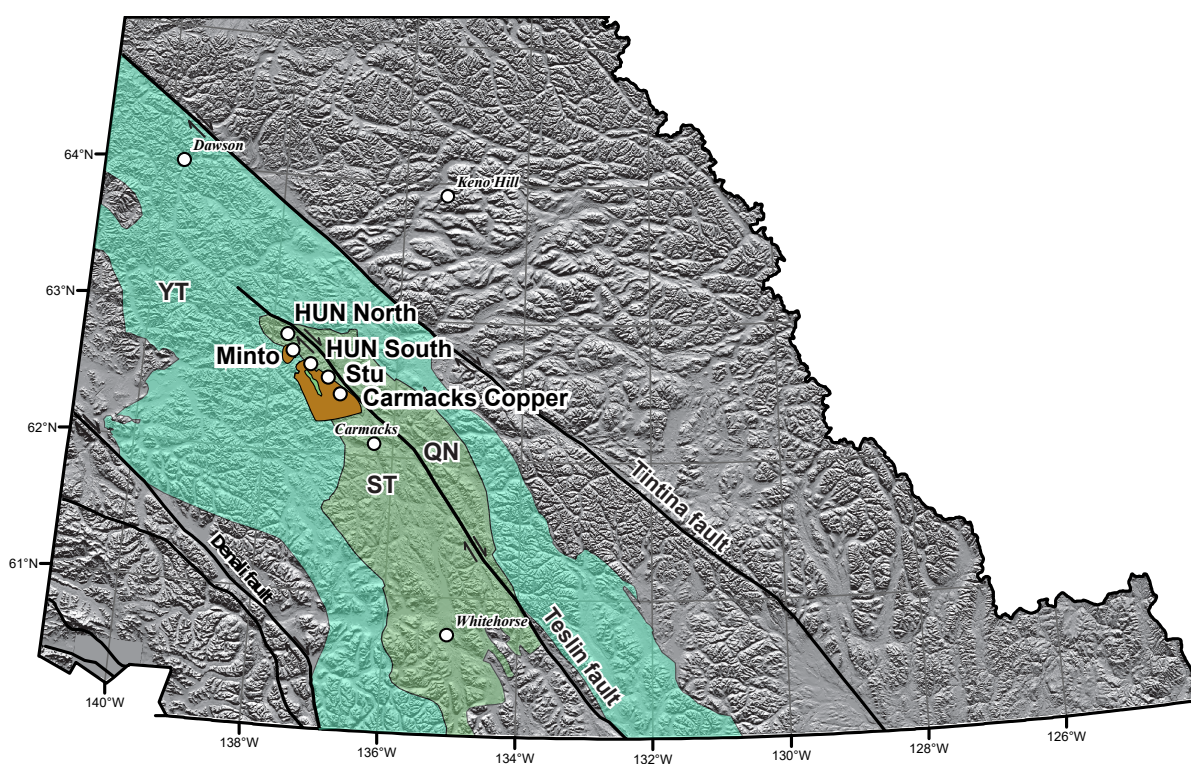 64°N
Dawson
Keno Hill
63°N
YT
HUN North
Minto
HUN South
Stu
Carmacks Copper
62°N
Carmacks
QN
ST
Tintina fault
61°N
Denali fault
Whitehorse
Teslin fault
140°W
138°W
136°W
134°W
132°W
130°W
128°W
126°W